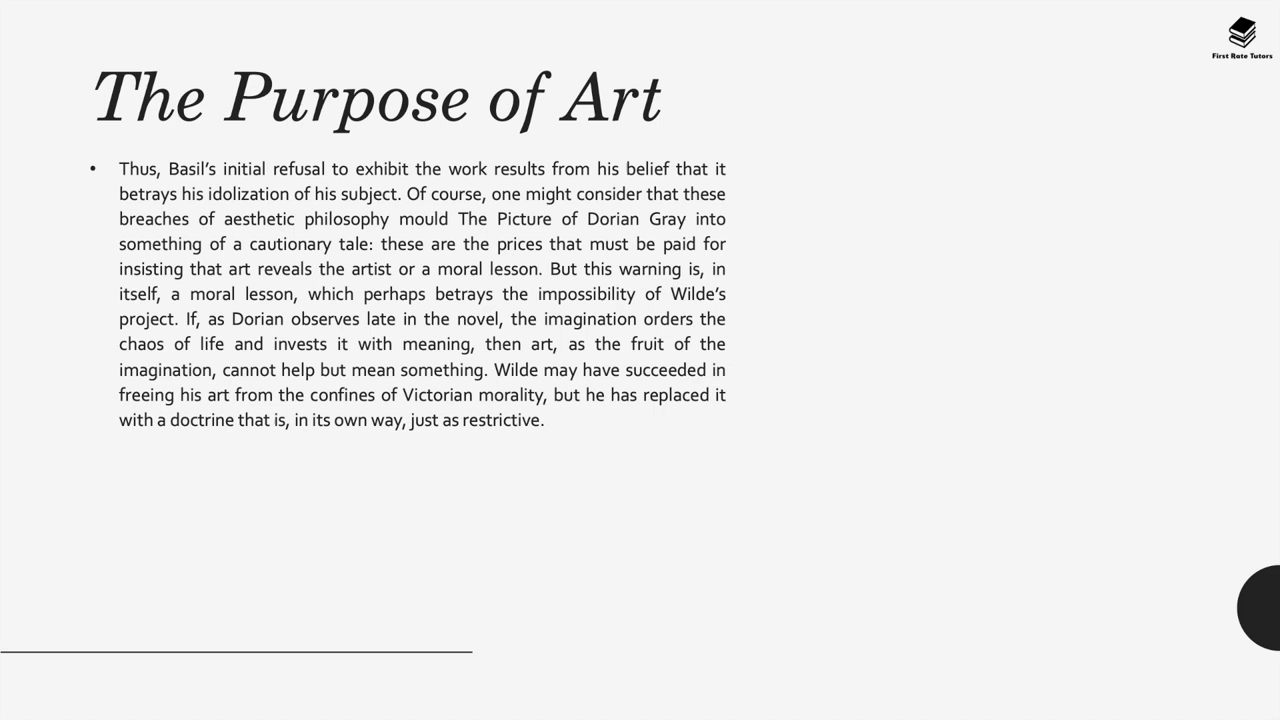 First Rate Tutors
The Purpose of Art
• Thus, Basil's initial refusal to exhibit the work results from his belief that it
betrays his idolization of his subject. Of course, one might consider that these
breaches of aesthetic philosophy mould The Picture of Dorian Gray into
something of a cautionary tale: these are the prices that must be paid for
insisting that art reveals the artist or a moral lesson. But this warning is, in
itself, a moral lesson, which perhaps betrays the impossibility of Wilde's
project. If, as Dorian observes late in the novel, the imagination orders the
chaos of life and invests it with meaning, then art, as the fruit of the
imagination, cannot help but mean something. Wilde may have succeeded in
freeing his art from the confines of Victorian morality, but he has replaced it
with a doctrine that is, in its own way, just as restrictive.